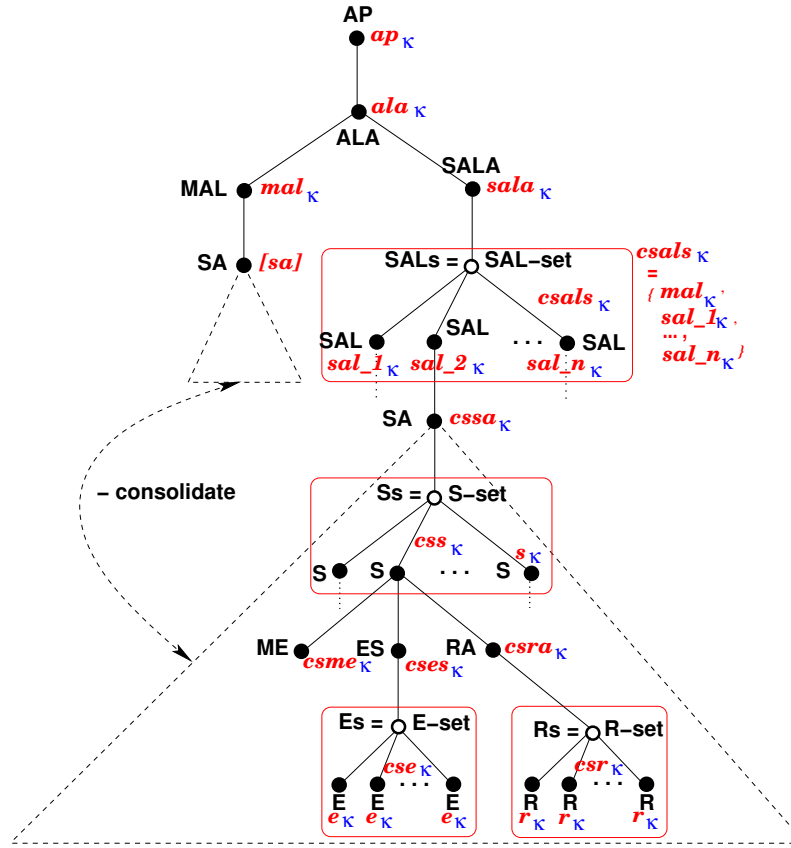 AP
ap κ
ala κ
ALA
SALA
MAL mal κ sala κ
SA [sa] SALs = SAL−set csals κ
=
csals κ { mal κ ,
SAL SAL ... SAL sal_1 κ ,
sal_1 κ sal_2 κ sal_n κ ... ,
sal_n κ }
SA cssa κ
− consolidate
Ss = S−set
css κ s κ
S S ... S
ME ES RA csra κ
csme κ cses κ
Es = E−set Rs = R−set
cse κ ... csr κ ...
E E E R R R
e κ e κ e κ r κ r κ r κ